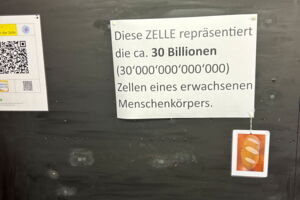 Diese ZELLE repräsentiert
die ca. 30 Billionen
(30'000'000'000'000)
Zellen eines erwachsenen
Menschenkörpers.